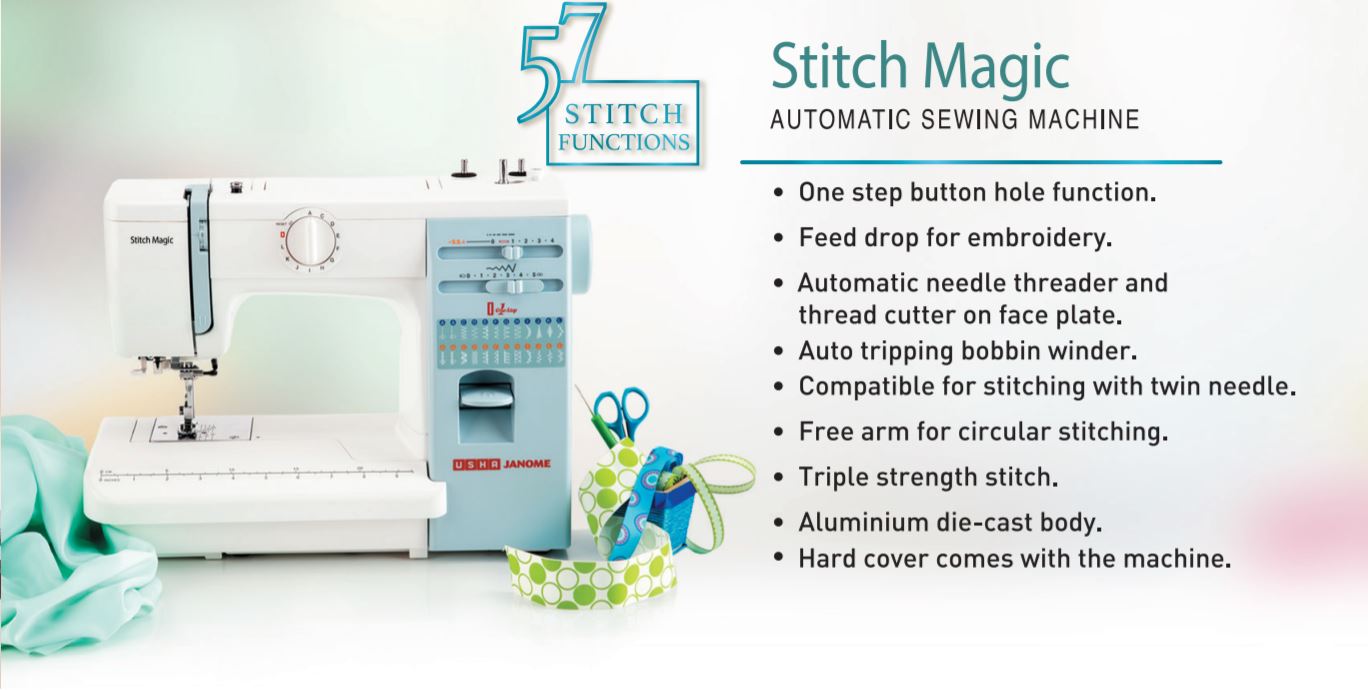 57
STITCH
FUNCTIONS
Stitch Magic
AUTOMATIC SEWING MACHINE
• One step button hole function.
• Feed drop for embroidery.
• Automatic needle threader and
thread cutter on face plate.
• Auto tripping bobbin winder.
• Compatible for stitching with twin needle.
• Free arm for circular stitching.
• Triple strength stitch.
• Aluminium die-cast body.
• Hard cover comes with the machine.
Stitch Magic
USHA JANOME